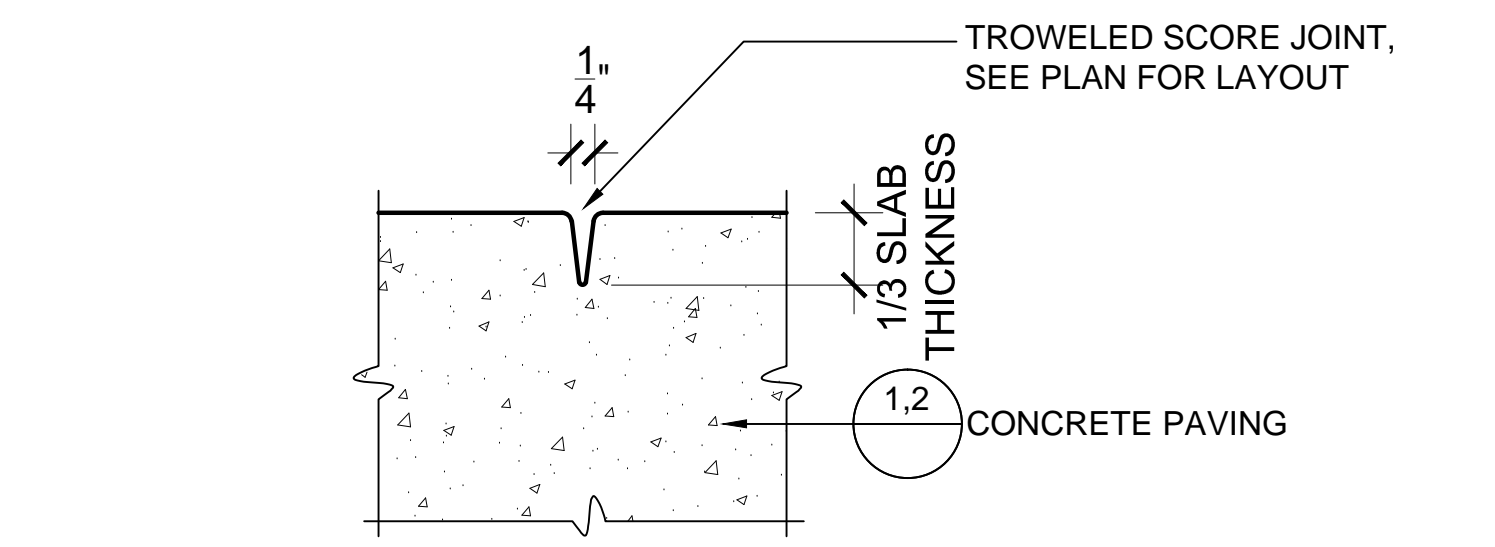 TROWELED SCORE JOINT,
SEE PLAN FOR LAYOUT
1/4"
1/3 SLAB
THICKNESS
1,2
CONCRETE PAVING